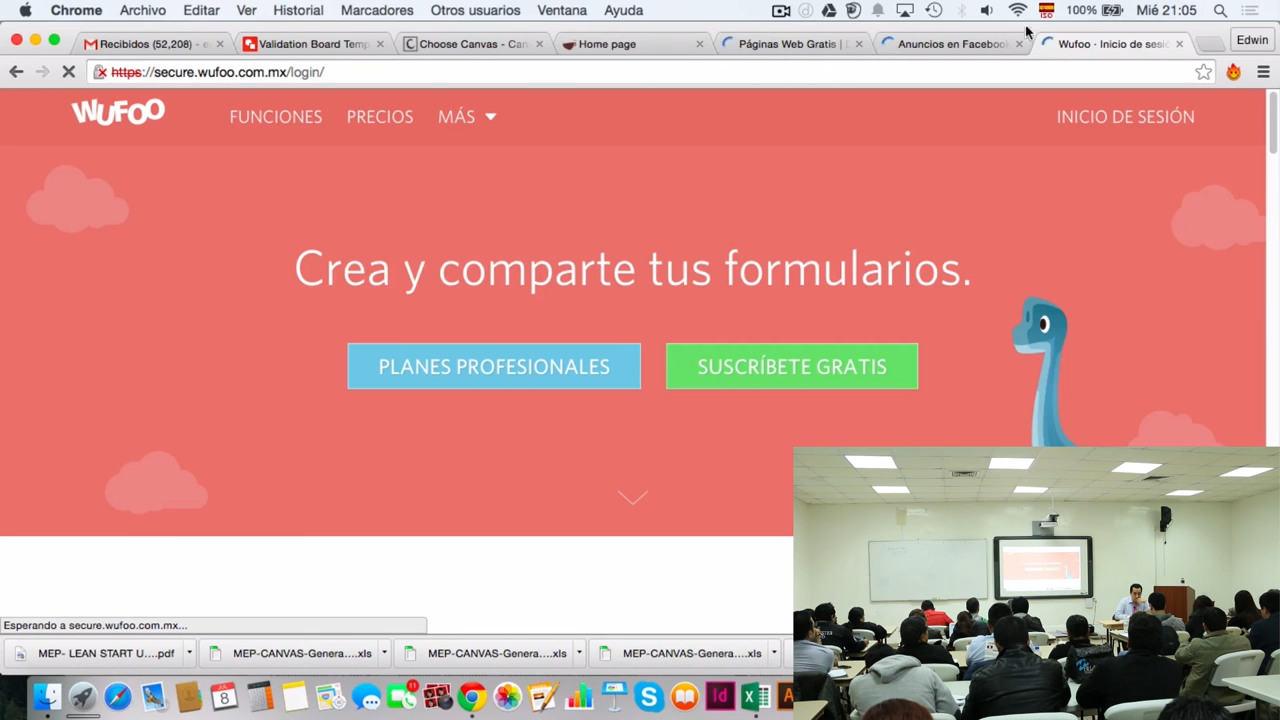 Chrome Archivo Editar Ver Historial Marcadores Otros usuarios Ventana Ayuda
ISO 100% Mié 21:05
Recibidos (52,208) - e
Validation Board Temp
Choose Canvas - Can
Home page
Páginas Web Gratis | D
Anuncios en Facebook
Wufoo · Inicio de sesi
Edwin
https://secure.wufoo.com.mx/login/
WUFOO
FUNCIONES PRECIOS MÁS
INICIO DE SESIÓN
Crea y comparte tus formularios.
PLANES PROFESIONALES
SUSCRÍBETE GRATIS
Esperando a secure.wufoo.com.mx...
MEP- LEAN START U....pdf
MEP-CANVAS-Genera....xls
MEP-CANVAS-Genera....xls
MEP-CANVAS-Genera....xls
JUL
8
11
Id
A